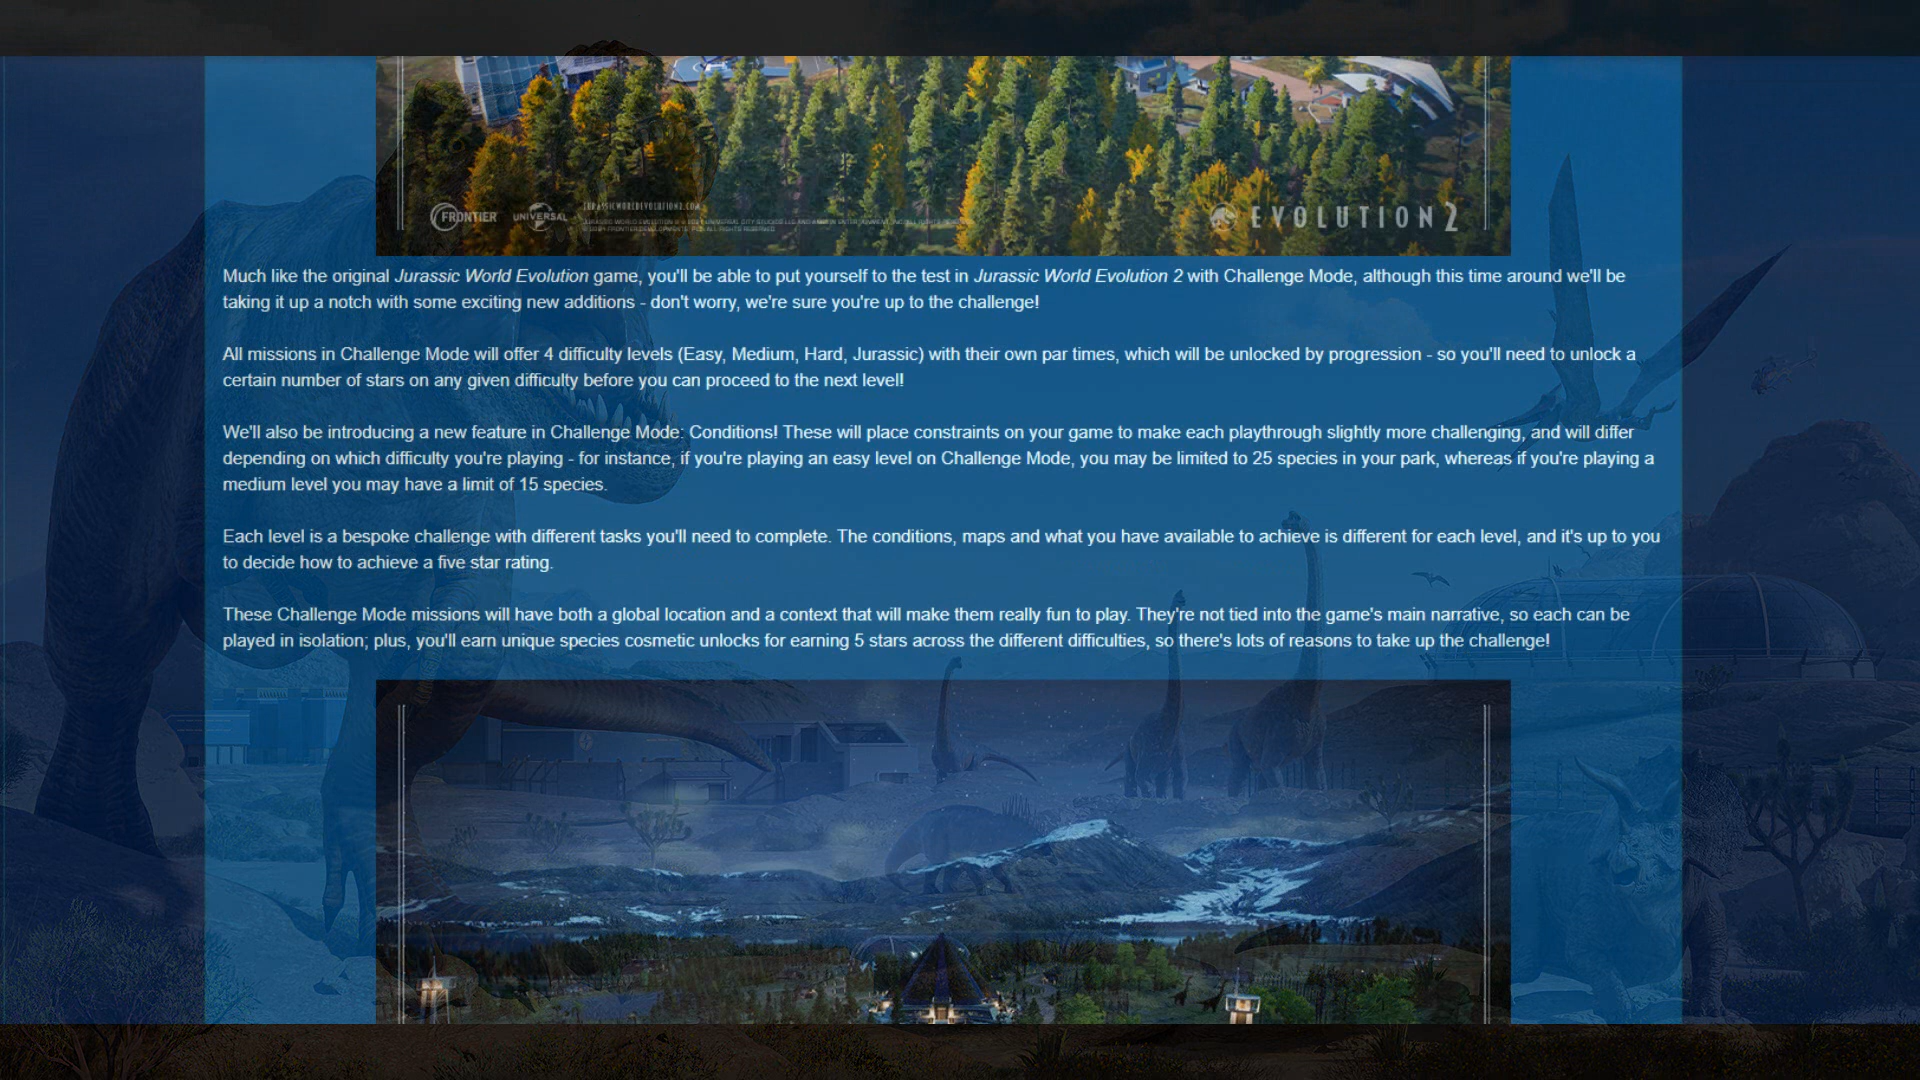 FRONTIER UNIVERSAL JURASSICWORLDEVOLUTION2.COM
EVOLUTION 2
Much like the original Jurassic World Evolution game, you'll be able to put yourself to the test in Jurassic World Evolution 2 with Challenge Mode, although this time around we'll be
taking it up a notch with some exciting new additions - don't worry, we're sure you're up to the challenge!
All missions in Challenge Mode will offer 4 difficulty levels (Easy, Medium, Hard, Jurassic) with their own par times, which will be unlocked by progression - so you'll need to unlock a
certain number of stars on any given difficulty before you can proceed to the next level!
We'll also be introducing a new feature in Challenge Mode: Conditions! These will place constraints on your game to make each playthrough slightly more challenging, and will differ
depending on which difficulty you're playing - for instance, if you're playing an easy level on Challenge Mode, you may be limited to 25 species in your park, whereas if you're playing a
medium level you may have a limit of 15 species.
Each level is a bespoke challenge with different tasks you'll need to complete. The conditions, maps and what you have available to achieve is different for each level, and it's up to you
to decide how to achieve a five star rating.
These Challenge Mode missions will have both a global location and a context that will make them really fun to play. They're not tied into the game's main narrative, so each can be
played in isolation; plus, you'll earn unique species cosmetic unlocks for earning 5 stars across the different difficulties, so there's lots of reasons to take up the challenge!